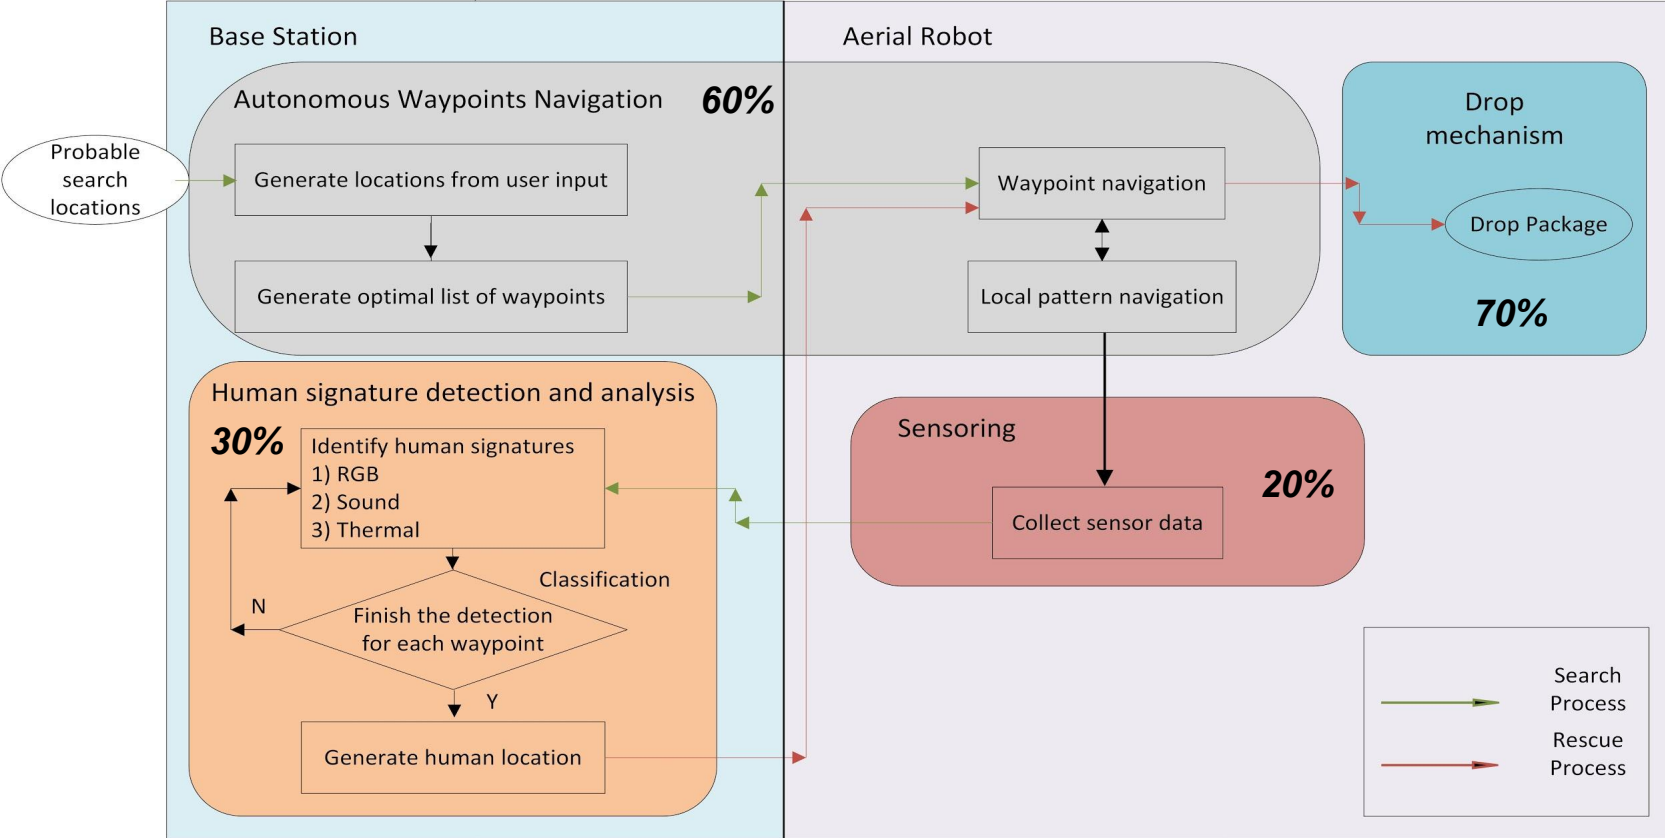 Base Station
Aerial Robot
Autonomous Waypoints Navigation
60%
Probable
search
locations
Generate locations from user input
Generate optimal list of waypoints
Waypoint navigation
Local pattern navigation
Drop
mechanism
Drop Package
70%
Human signature detection and analysis
30%
Identify human signatures
1) RGB
2) Sound
3) Thermal
Classification
Finish the detection
for each waypoint
N
Y
Generate human location
Sensoring
20%
Collect sensor data
Search
Process
Rescue
Process